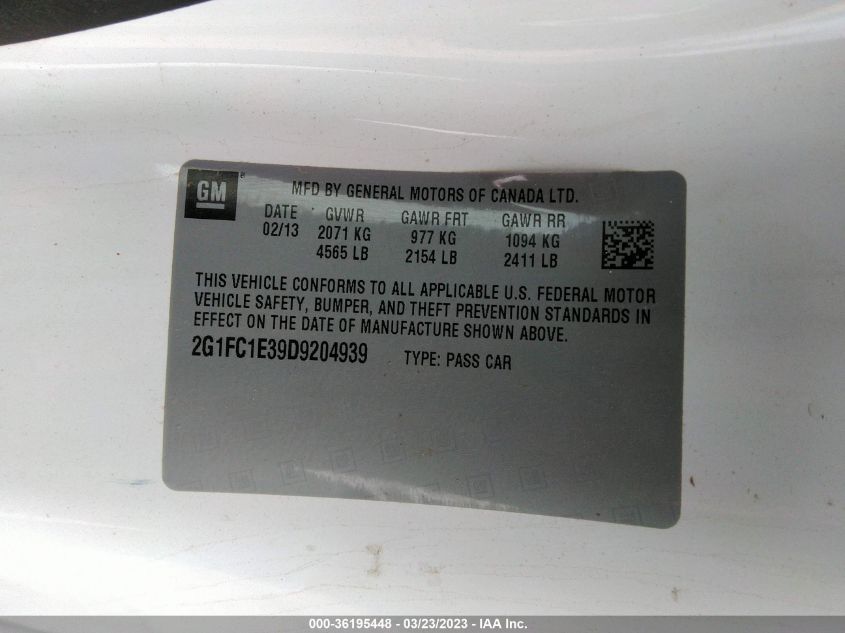 GM ®
MFD BY GENERAL MOTORS OF CANADA LTD.
DATE GVWR GAWR FRT GAWR RR
02/13 2071 KG 977 KG 1094 KG
4565 LB 2154 LB 2411 LB
THIS VEHICLE CONFORMS TO ALL APPLICABLE U.S. FEDERAL MOTOR
VEHICLE SAFETY, BUMPER, AND THEFT PREVENTION STANDARDS IN
EFFECT ON THE DATE OF MANUFACTURE SHOWN ABOVE.
2G1FC1E39D9204939 TYPE: PASS CAR
000-36195448 - 03/23/2023 - IAA Inc.